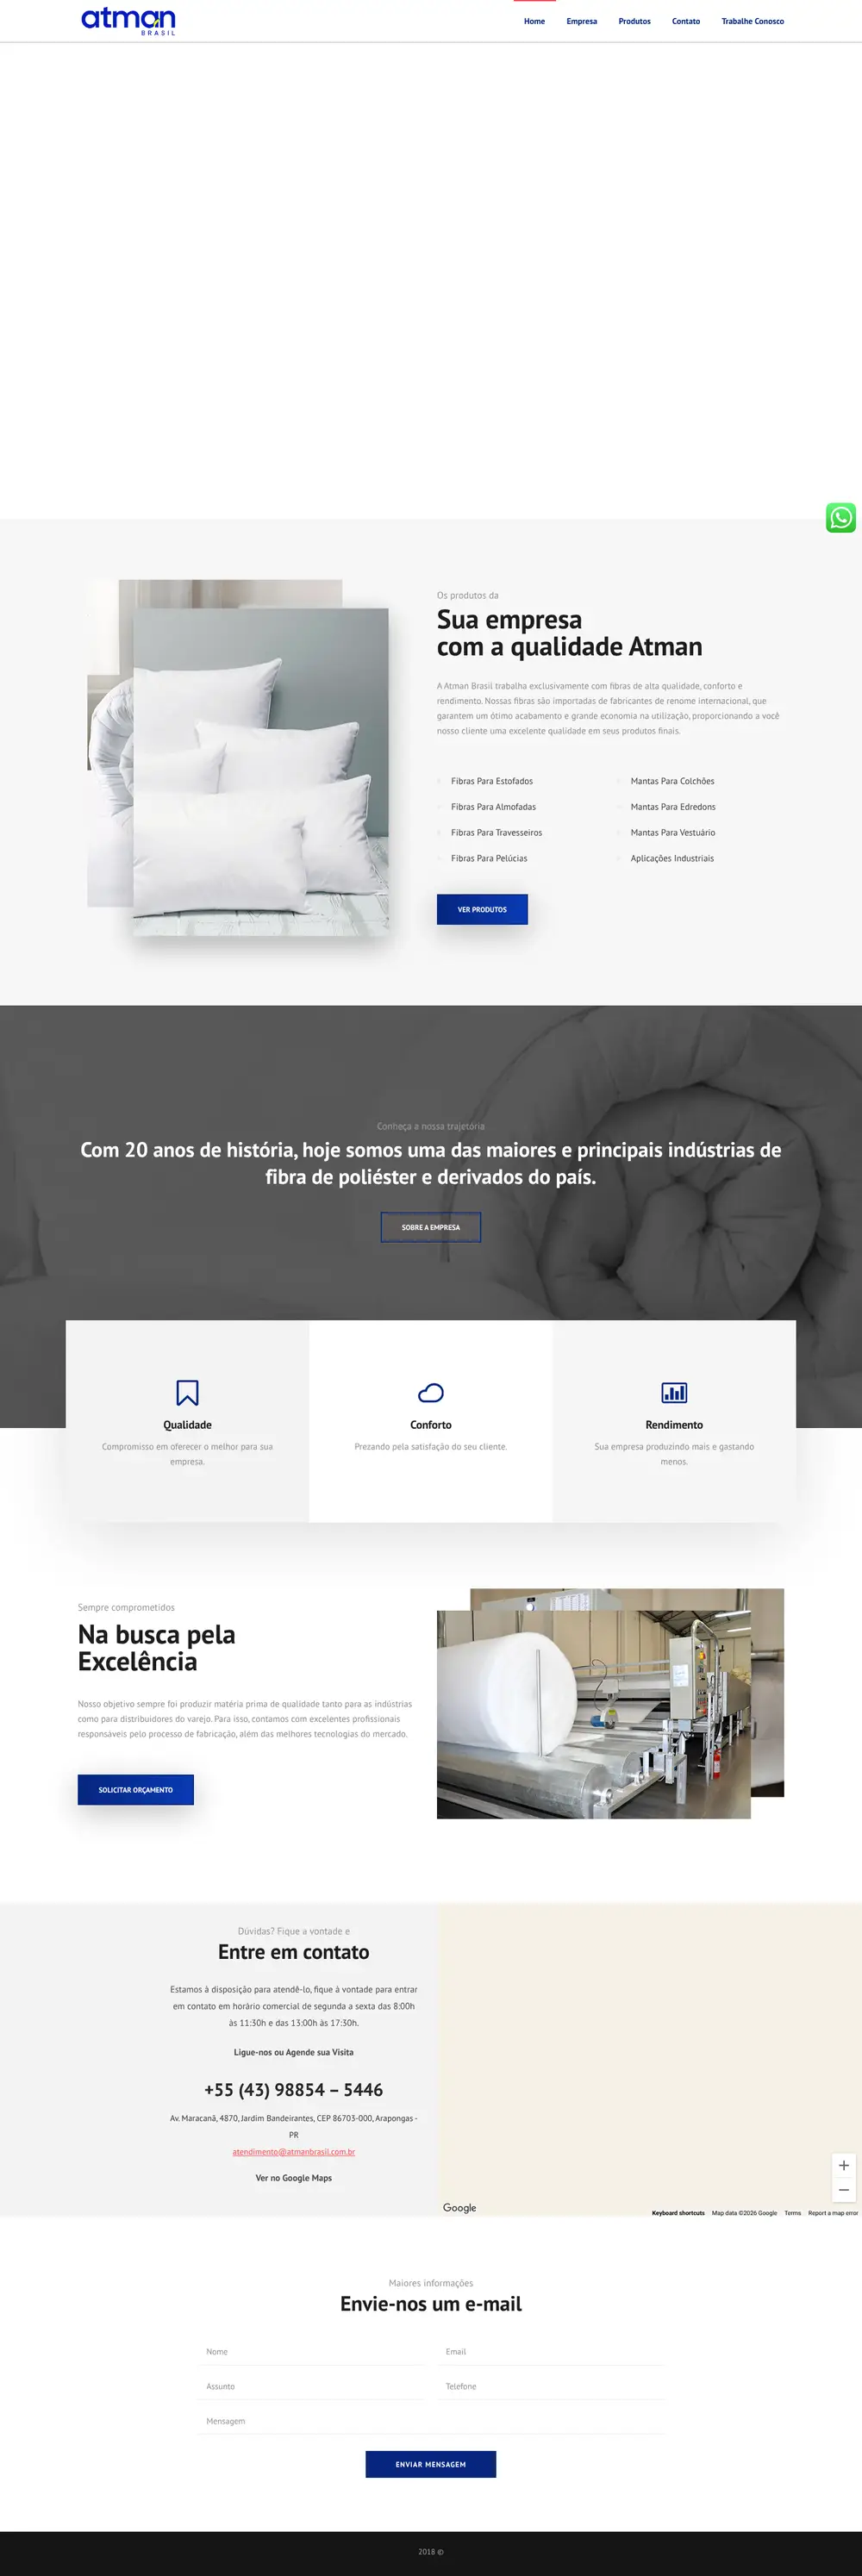 atman
BRASIL
Home
Empresa
Produtos
Contato
Trabalhe Conosco
Os produtos da
Sua empresa
com a qualidade Atman
A Atman Brasil trabalha exclusivamente com fibras de alta qualidade, conforto e
rendimento. Nossas fibras são importadas de fabricantes de renome internacional, que
garantem um ótimo acabamento e grande economia na utilização, proporcionando a você
nosso cliente uma excelente qualidade em seus produtos finais.
Fibras Para Estofados
Fibras Para Almofadas
Fibras Para Travesseiros
Fibras Para Pelúcias
Mantas Para Colchões
Mantas Para Edredons
Mantas Para Vestuário
Aplicações Industriais
VER PRODUTOS
Conheça a nossa trajetória
Com 20 anos de história, hoje somos uma das maiores e principais indústrias de
fibra de poliéster e derivados do país.
SOBRE A EMPRESA
Qualidade
Compromisso em oferecer o melhor para sua
empresa.
Conforto
Prezando pela satisfação do seu cliente.
Rendimento
Sua empresa produzindo mais e gastando
menos.
Sempre comprometidos
Na busca pela
Excelência
Nosso objetivo sempre foi produzir matéria prima de qualidade tanto para as indústrias
como para distribuidores do varejo. Para isso, contamos com excelentes profissionais
responsáveis pelo processo de fabricação, além das melhores tecnologias do mercado.
SOLICITAR ORÇAMENTO
Dúvidas? Fique a vontade e
Entre em contato
Estamos à disposição para atendê-lo, fique à vontade para entrar
em contato em horário comercial de segunda a sexta das 8:00h
às 11:30h e das 13:00h às 17:30h.
Ligue-nos ou Agende sua Visita
+55 (43) 98854 – 5446
Av. Maracanã, 4870, Jardim Bandeirantes, CEP 86703-000, Arapongas -
PR
atendimento@atmanbrasil.com.br
Ver no Google Maps
Google
Keyboard shortcuts
Map data ©2026 Google
Terms
Report a map error
Maiores informações
Envie-nos um e-mail
Nome
Email
Assunto
Telefone
Mensagem
ENVIAR MENSAGEM
2018 ©